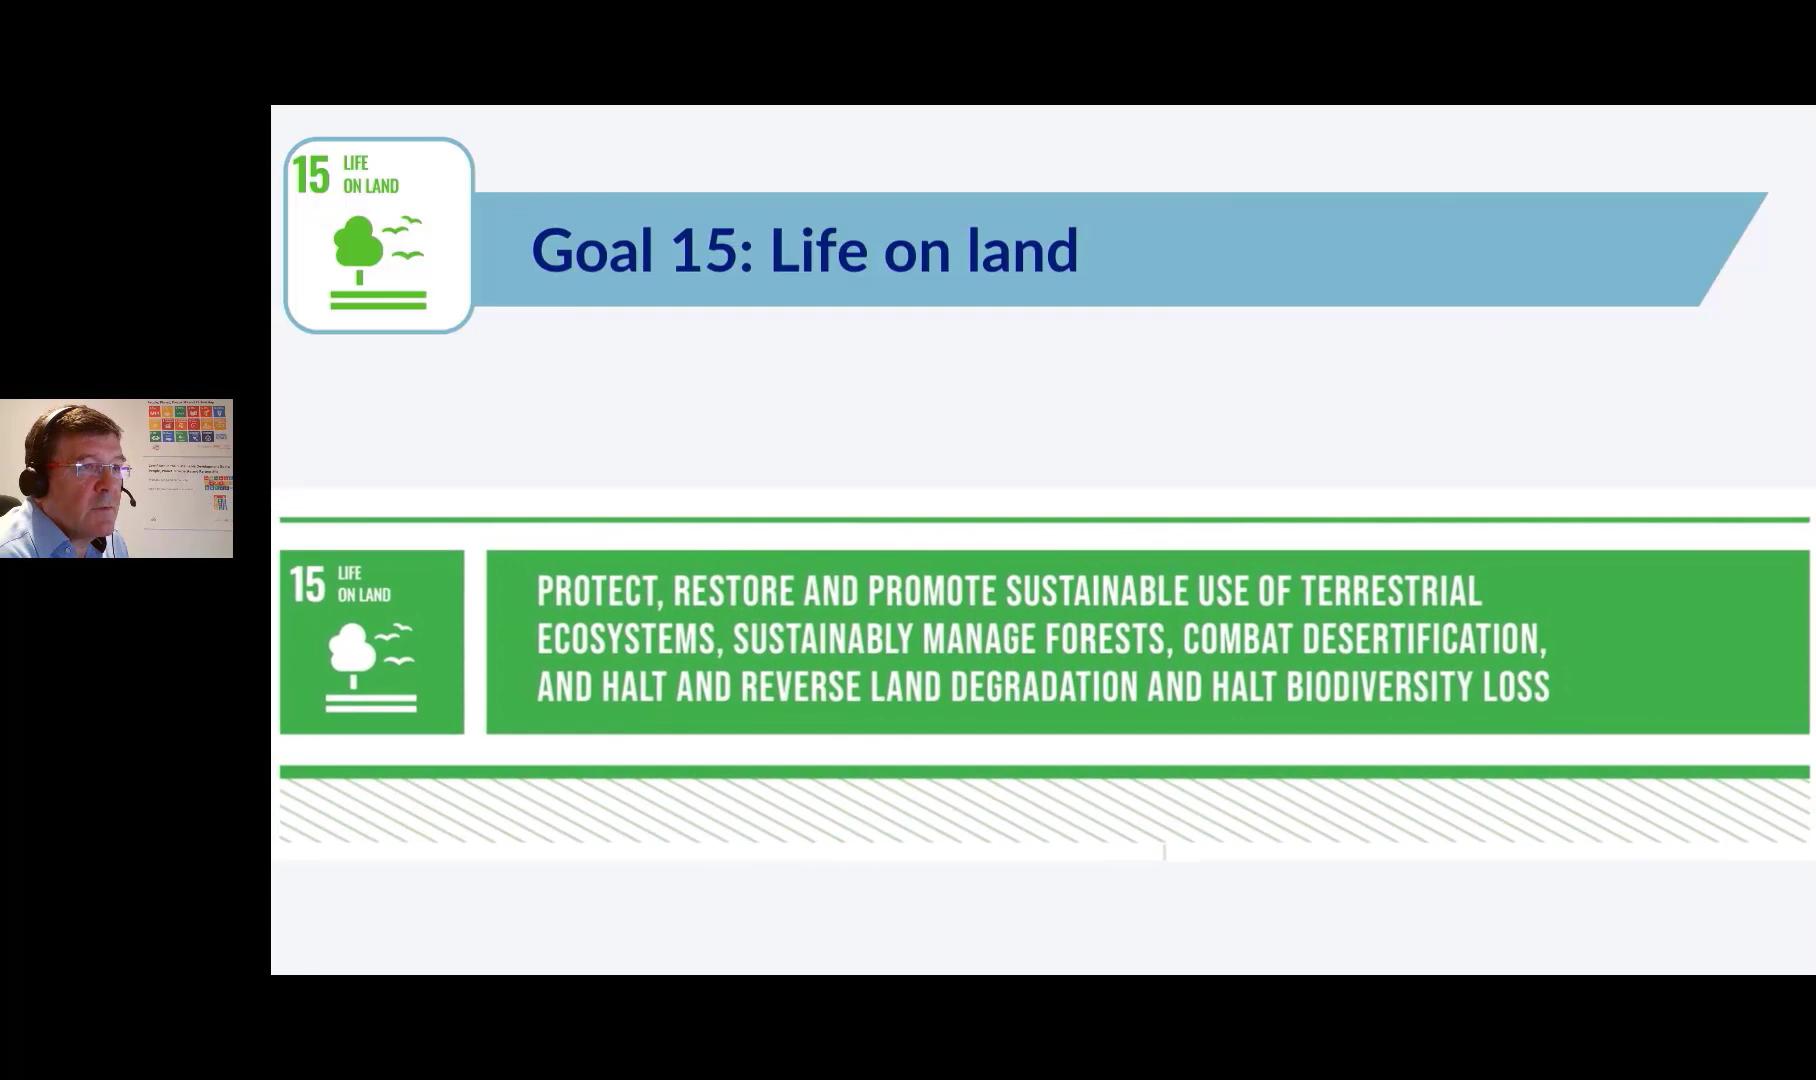 15 LIFE
ON LAND
Goal 15: Life on land
15 LIFE
ON LAND
PROTECT, RESTORE AND PROMOTE SUSTAINABLE USE OF TERRESTRIAL
ECOSYSTEMS, SUSTAINABLY MANAGE FORESTS, COMBAT DESERTIFICATION,
AND HALT AND REVERSE LAND DEGRADATION AND HALT BIODIVERSITY LOSS